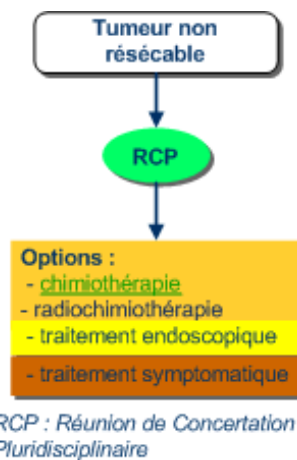 Tumeur non
résécable
RCP
Options :
- chimiothérapie
- radiochimiothérapie
- traitement endoscopique
- traitement symptomatique
RCP : Réunion de Concertation
Pluridisciplinaire